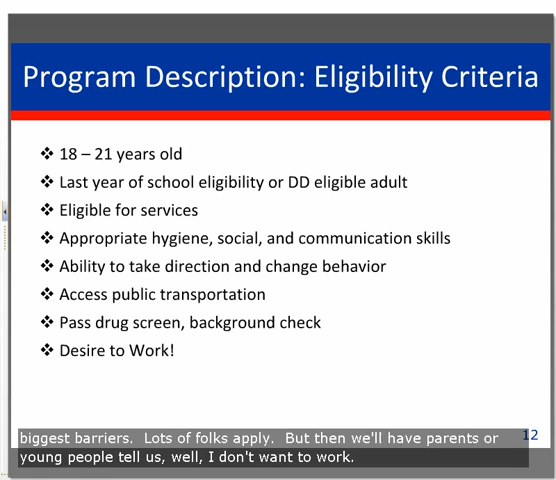 Program Description: Eligibility Criteria
❖ 18 – 21 years old
❖ Last year of school eligibility or DD eligible adult
❖ Eligible for services
❖ Appropriate hygiene, social, and communication skills
❖ Ability to take direction and change behavior
❖ Access public transportation
❖ Pass drug screen, background check
❖ Desire to Work!
12
biggest barriers. Lots of folks apply. But then we'll have parents or
young people tell us, well, I don't want to work.